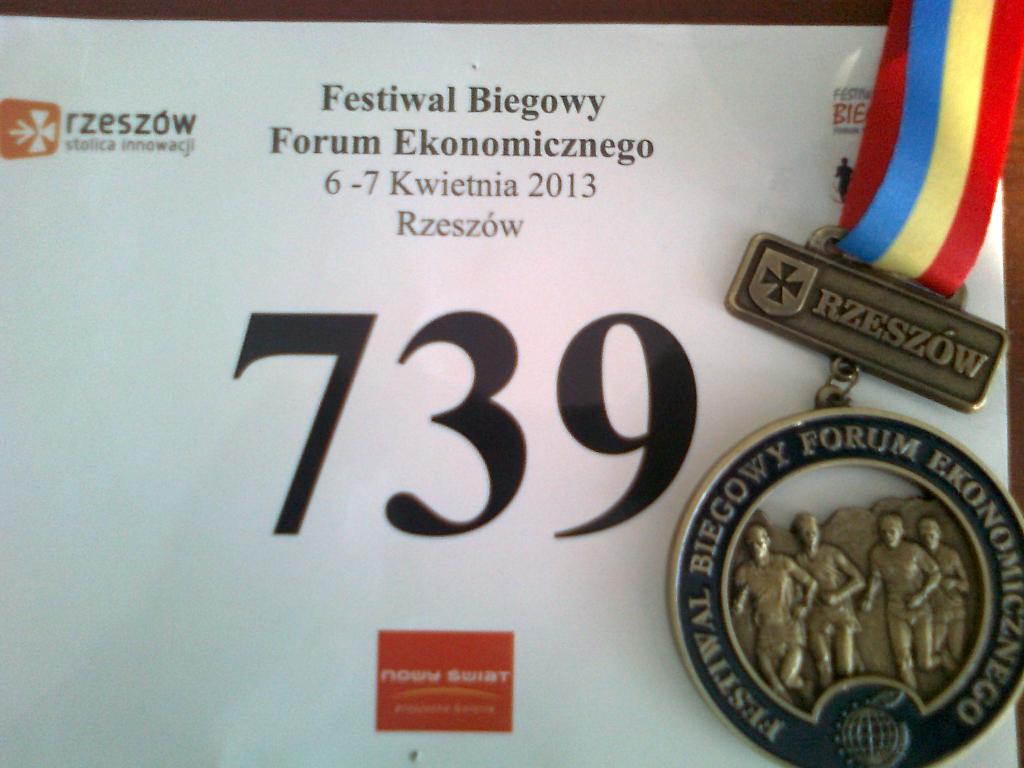 rzeszów
stolica innowacji
Festiwal Biegowy
Forum Ekonomicznego
6 -7 Kwietnia 2013
Rzeszów
739
nowy świat
RZESZÓW
FESTIWAL BIEGOWY FORUM EKONOMICZNEGO